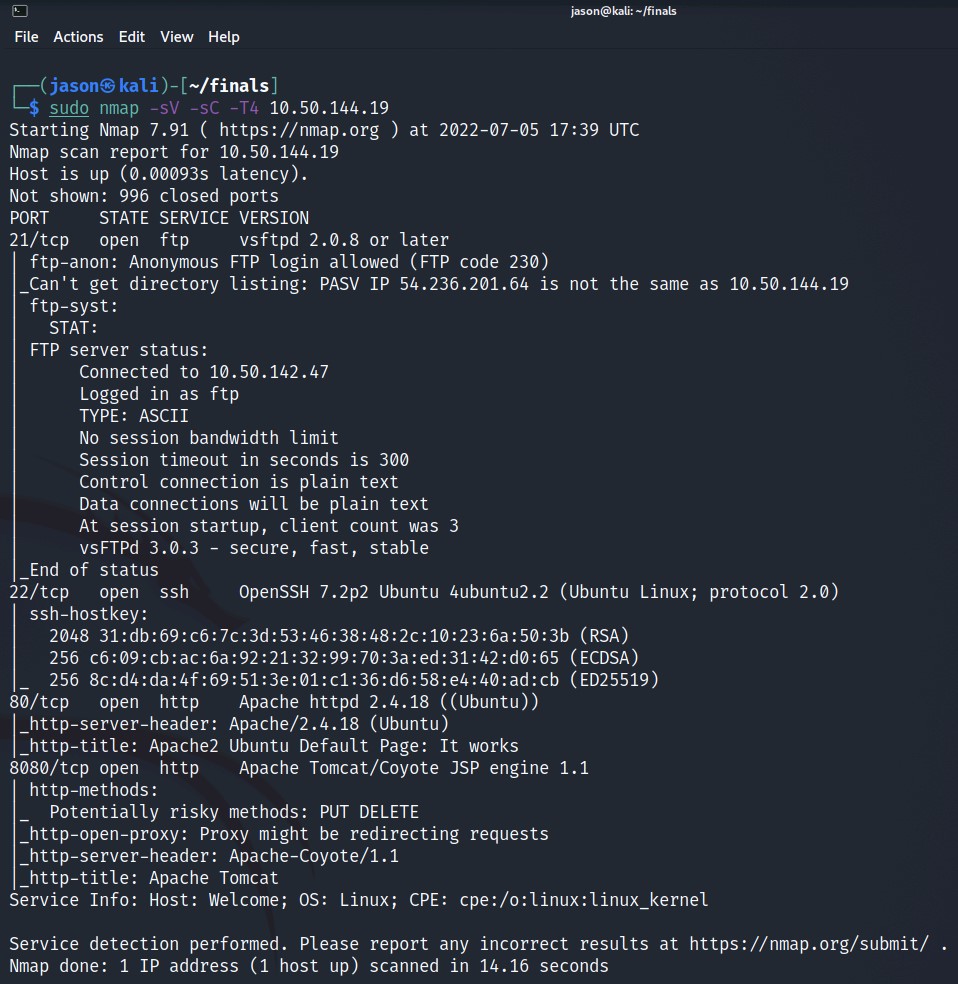 jason@kali: ~/finals
File Actions Edit View Help
┌──(jason㉿kali)-[~/finals]
└─$ sudo nmap -sV -sC -T4 10.50.144.19
Starting Nmap 7.91 ( https://nmap.org ) at 2022-07-05 17:39 UTC
Nmap scan report for 10.50.144.19
Host is up (0.00093s latency).
Not shown: 996 closed ports
PORT     STATE SERVICE VERSION
21/tcp   open  ftp     vsftpd 2.0.8 or later
| ftp-anon: Anonymous FTP login allowed (FTP code 230)
|_Can't get directory listing: PASV IP 54.236.201.64 is not the same as 10.50.144.19
| ftp-syst:
|   STAT:
| FTP server status:
|      Connected to 10.50.142.47
|      Logged in as ftp
|      TYPE: ASCII
|      No session bandwidth limit
|      Session timeout in seconds is 300
|      Control connection is plain text
|      Data connections will be plain text
|      At session startup, client count was 3
|      vsFTPd 3.0.3 - secure, fast, stable
|_End of status
22/tcp   open  ssh     OpenSSH 7.2p2 Ubuntu 4ubuntu2.2 (Ubuntu Linux; protocol 2.0)
| ssh-hostkey:
|   2048 31:db:69:c6:7c:3d:53:46:38:48:2c:10:23:6a:50:3b (RSA)
|   256 c6:09:cb:ac:6a:92:21:32:99:70:3a:ed:31:42:d0:65 (ECDSA)
|_  256 8c:d4:da:4f:69:51:3e:01:c1:36:d6:58:e4:40:ad:cb (ED25519)
80/tcp   open  http    Apache httpd 2.4.18 ((Ubuntu))
|_http-server-header: Apache/2.4.18 (Ubuntu)
|_http-title: Apache2 Ubuntu Default Page: It works
8080/tcp open  http    Apache Tomcat/Coyote JSP engine 1.1
| http-methods:
|_  Potentially risky methods: PUT DELETE
|_http-open-proxy: Proxy might be redirecting requests
|_http-server-header: Apache-Coyote/1.1
|_http-title: Apache Tomcat
Service Info: Host: Welcome; OS: Linux; CPE: cpe:/o:linux:linux_kernel
Service detection performed. Please report any incorrect results at https://nmap.org/submit/ .
Nmap done: 1 IP address (1 host up) scanned in 14.16 seconds